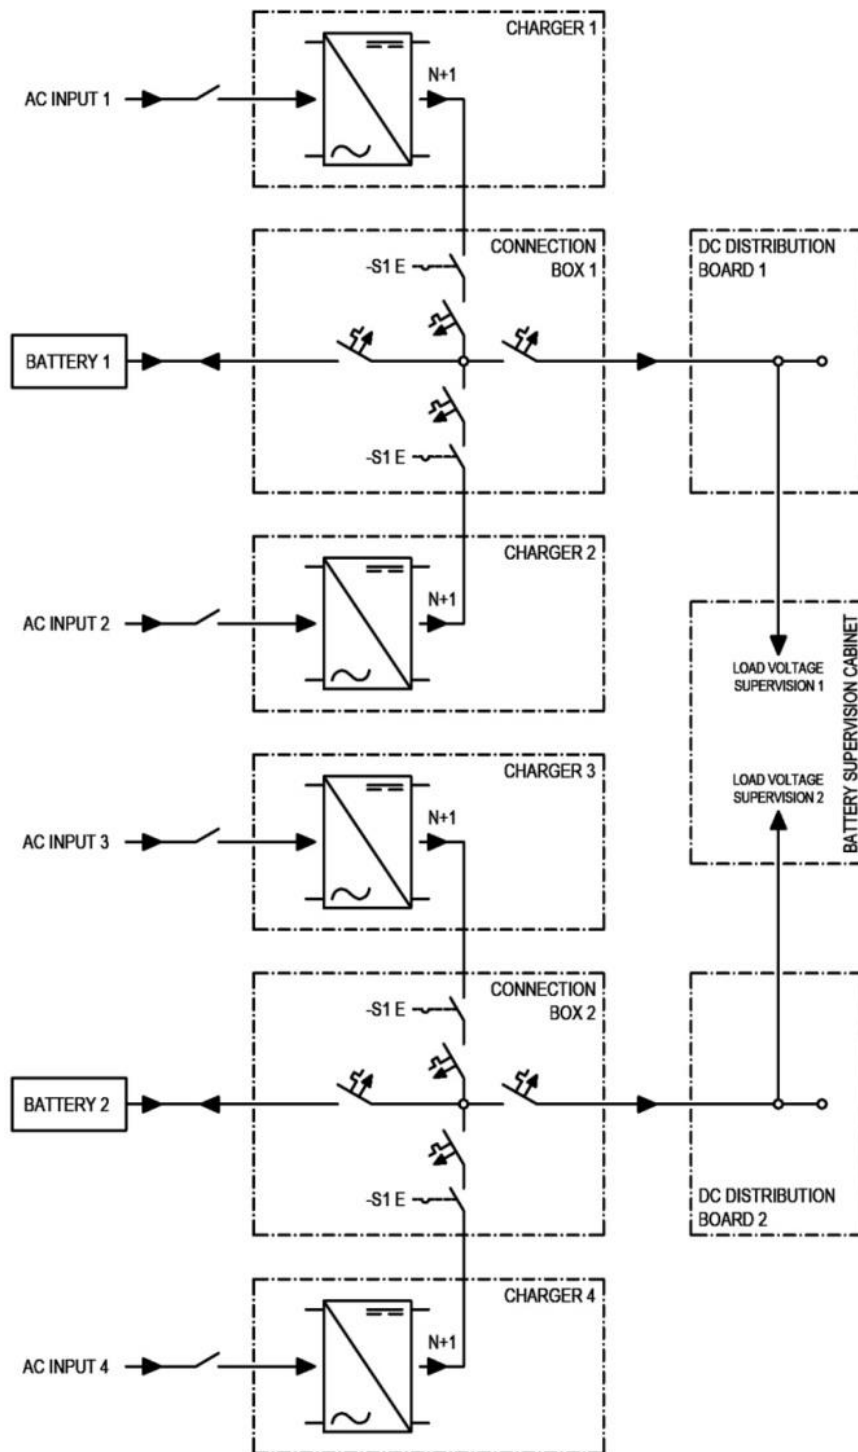 CHARGER 1
N+1
AC INPUT 1
CONNECTION
BOX 1
DC DISTRIBUTION
BOARD 1
-S1 E
BATTERY 1
-S1 E
CHARGER 2
N+1
AC INPUT 2
BATTERY SUPERVISION CABINET
LOAD VOLTAGE
SUPERVISION 1
LOAD VOLTAGE
SUPERVISION 2
CHARGER 3
N+1
AC INPUT 3
CONNECTION
BOX 2
-S1 E
BATTERY 2
-S1 E
DC DISTRIBUTION
BOARD 2
CHARGER 4
N+1
AC INPUT 4